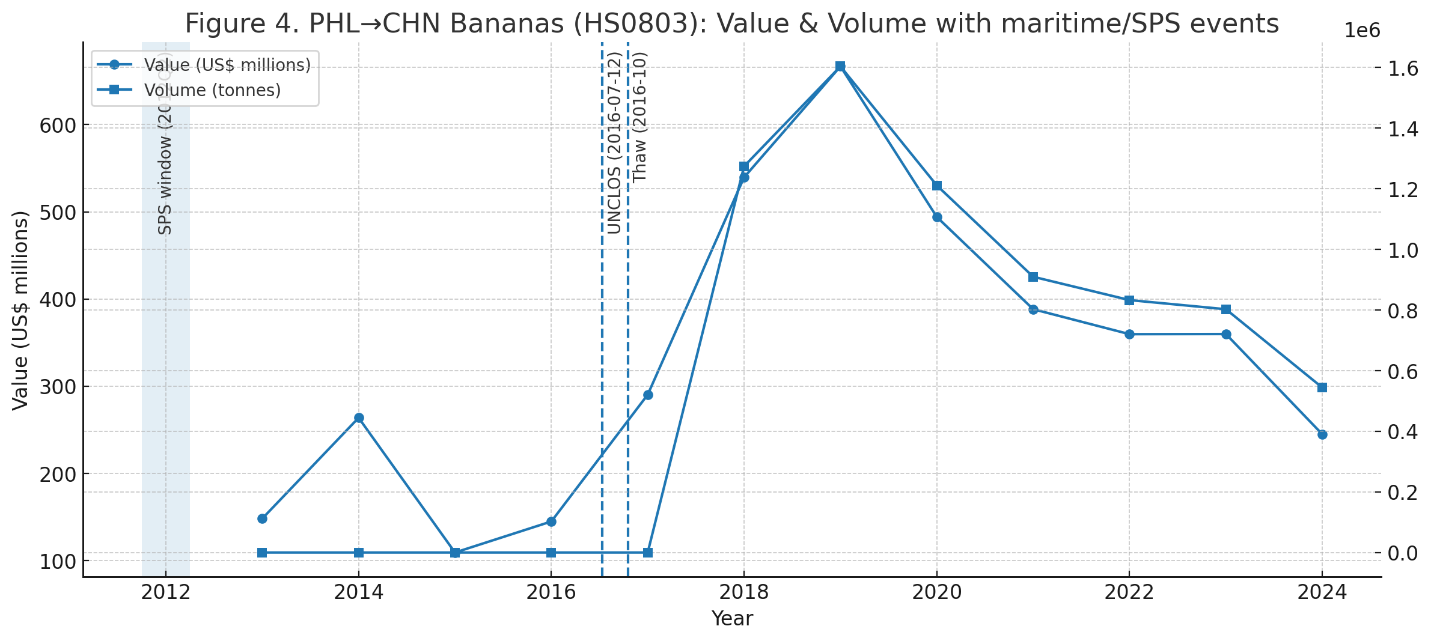 Figure 4. PHL→CHN Bananas (HS0803): Value & Volume with maritime/SPS events
1e6
Value (US$ millions)
Volume (tonnes)
SPS window
UNCLOS (2016-07-12)
Thaw (2016-10)
Value (US$ millions)
600
500
400
300
200
100
1.6
1.4
1.2
1.0
0.8
0.6
0.4
0.2
0.0
2012
2014
2016
2018
2020
2022
2024
Year